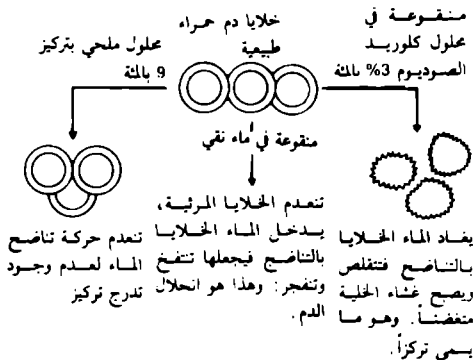 منقوعة في
محلول كلوريد
الصوديوم 3% بالمئة
خلايا دم حمراء
طبيعية
محلول ملحي بتركيز
9 بالمئة
منقوعة في ماء نقي
يغاد الماء الخلايا
بالتناضح فتتقلص
ويصبح غشاء الخلية
متغضناً. وهو ما
يسمى تركزاً.
تنعدم الخلايا المرئية،
يدخل الماء الخلايا
بالتناضح فيجعلها تنتفخ
وتنفجر: وهذا هو انحلال
الدم.
تنعدم حركة تناضح
الماء لعدم وجود
تدرج تركيز